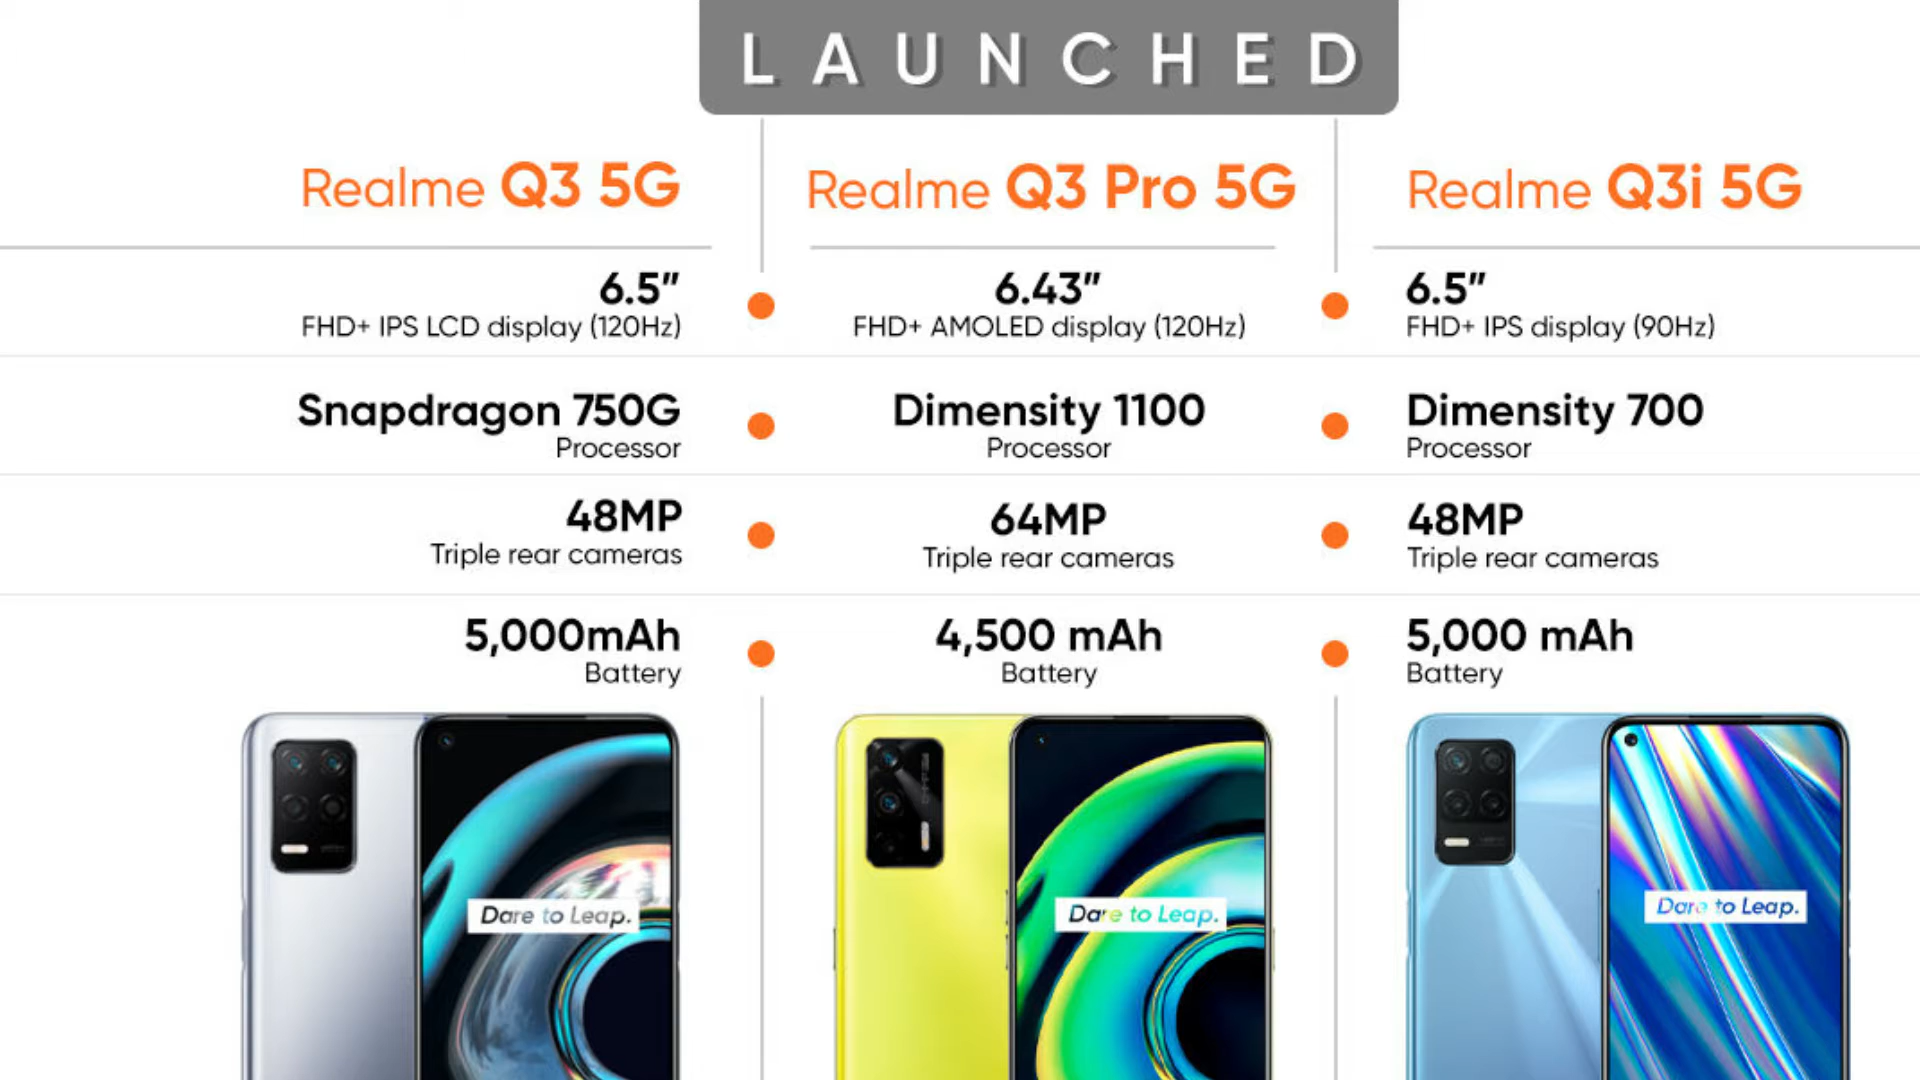 LAUNCHED
Realme Q3 5G
Realme Q3 Pro 5G
Realme Q3i 5G
6.5″
FHD+ IPS LCD display (120Hz)
6.43″
FHD+ AMOLED display (120Hz)
6.5″
FHD+ IPS display (90Hz)
Snapdragon 750G
Processor
Dimensity 1100
Processor
Dimensity 700
Processor
48MP
Triple rear cameras
64MP
Triple rear cameras
48MP
Triple rear cameras
5,000mAh
Battery
4,500 mAh
Battery
5,000 mAh
Battery
Dare to Leap.
Dare to Leap.
Dare to Leap.